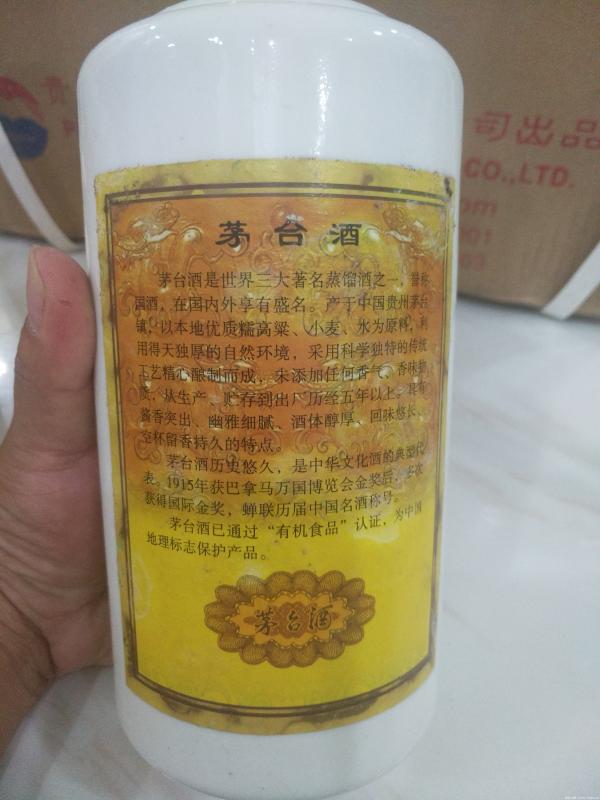 贵
司出品
CO.,LTD.
com
茅台酒
茅台酒是世界三大著名蒸馏酒之一，誉称
国酒，在国内外享有盛名。产于中国贵州茅台
镇，以本地优质糯高粱、小麦、水为原料，利
用得天独厚的自然环境，采用科学独特的传统
工艺精心酿制而成，未添加任何香气、香味物
质，从生产、贮存到出厂历经五年以上。具有
酱香突出、幽雅细腻、酒体醇厚、回味悠长、
空杯留香持久的特点。
茅台酒历史悠久，是中华文化酒的典型代
表。1915年获巴拿马万国博览会金奖后，多次
获得国际金奖，蝉联历届中国名酒称号。
茅台酒已通过“有机食品”认证，为中国
地理标志保护产品。
茅台酒